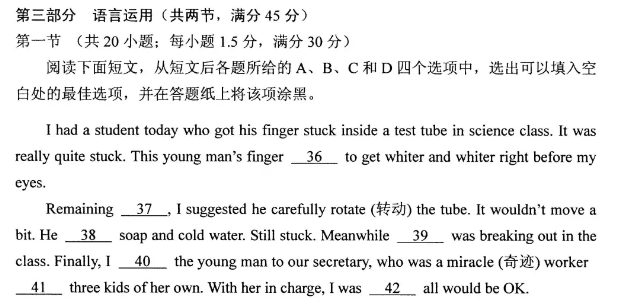 第三部分 语言运用（共两节，满分 45 分）
第一节 （共 20 小题；每小题 1.5 分，满分 30 分）
阅读下面短文，从短文后各题所给的 A、B、C 和 D 四个选项中，选出可以填入空
白处的最佳选项，并在答题纸上将该项涂黑。
I had a student today who got his finger stuck inside a test tube in science class. It was
really quite stuck. This young man's finger 36 to get whiter and whiter right before my
eyes.
Remaining 37 , I suggested he carefully rotate (转动) the tube. It wouldn't move a
bit. He 38 soap and cold water. Still stuck. Meanwhile 39 was breaking out in the
class. Finally, I 40 the young man to our secretary, who was a miracle (奇迹) worker
41 three kids of her own. With her in charge, I was 42 all would be OK.